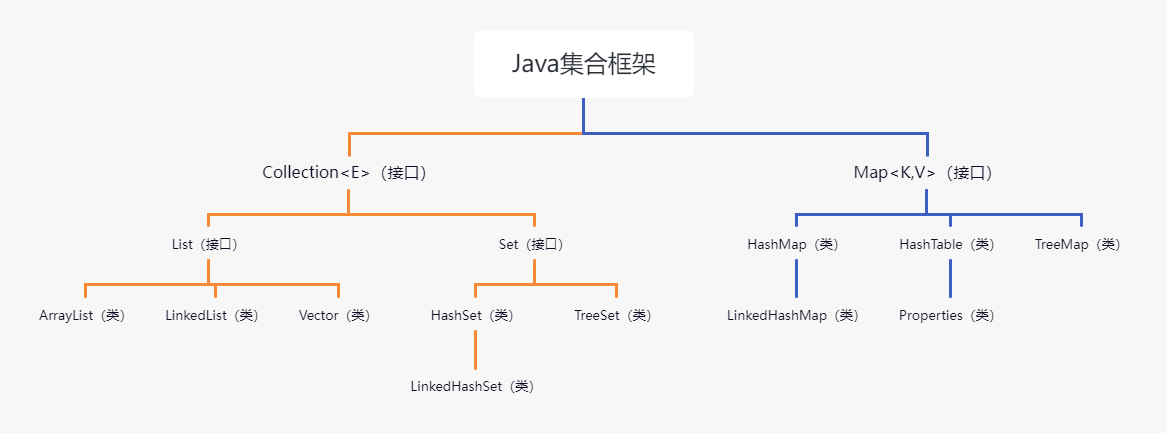 Java集合框架
Collection<E>（接口）
Map<K,V>（接口）
List（接口）
Set（接口）
HashMap（类）
HashTable（类）
TreeMap（类）
ArrayList（类）
LinkedList（类）
Vector（类）
HashSet（类）
TreeSet（类）
LinkedHashMap（类）
Properties（类）
LinkedHashSet（类）